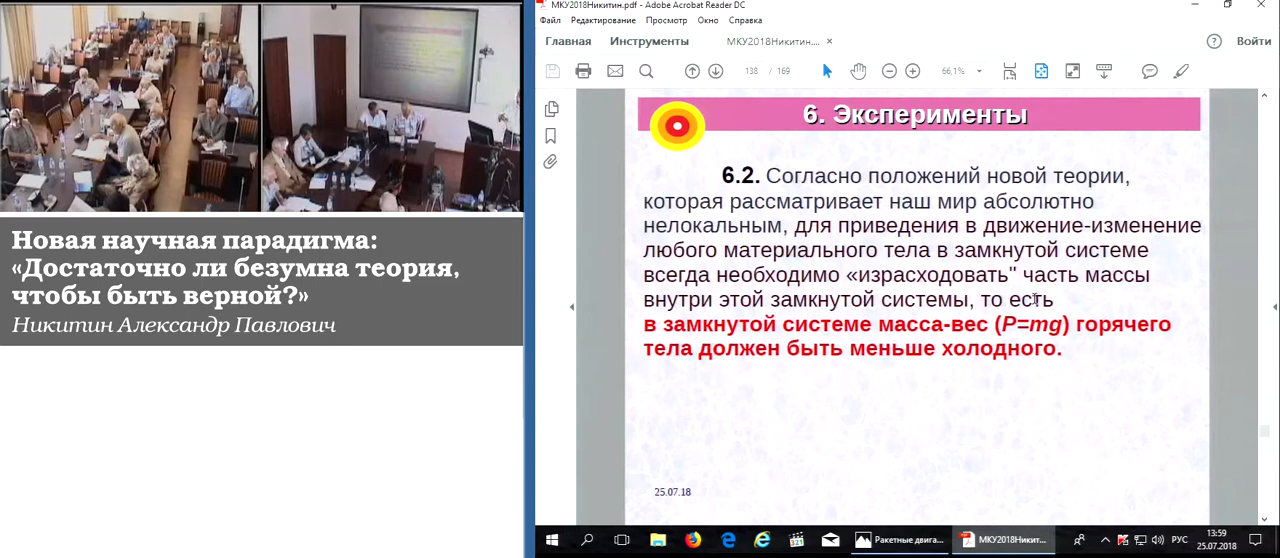 МКУ2018Никитин.pdf - Adobe Acrobat Reader DC
Файл Редактирование Просмотр Окно Справка
Главная Инструменты МКУ2018Никитин.... ×
Войти
138 / 169
66,1%
6. Эксперименты
6.2. Согласно положений новой теории,
которая рассматривает наш мир абсолютно
нелокальным, для приведения в движение-изменение
любого материального тела в замкнутой системе
всегда необходимо «израсходовать" часть массы
внутри этой замкнутой системы, то есть
в замкнутой системе масса-вес (P=mg) горячего
тела должен быть меньше холодного.
25.07.18
Новая научная парадигма:
«Достаточно ли безумна теория,
чтобы быть верной?»
Никитин Александр Павлович
Ракетные двига...
МКУ2018Никит...
РУС
13:59
25.07.2018